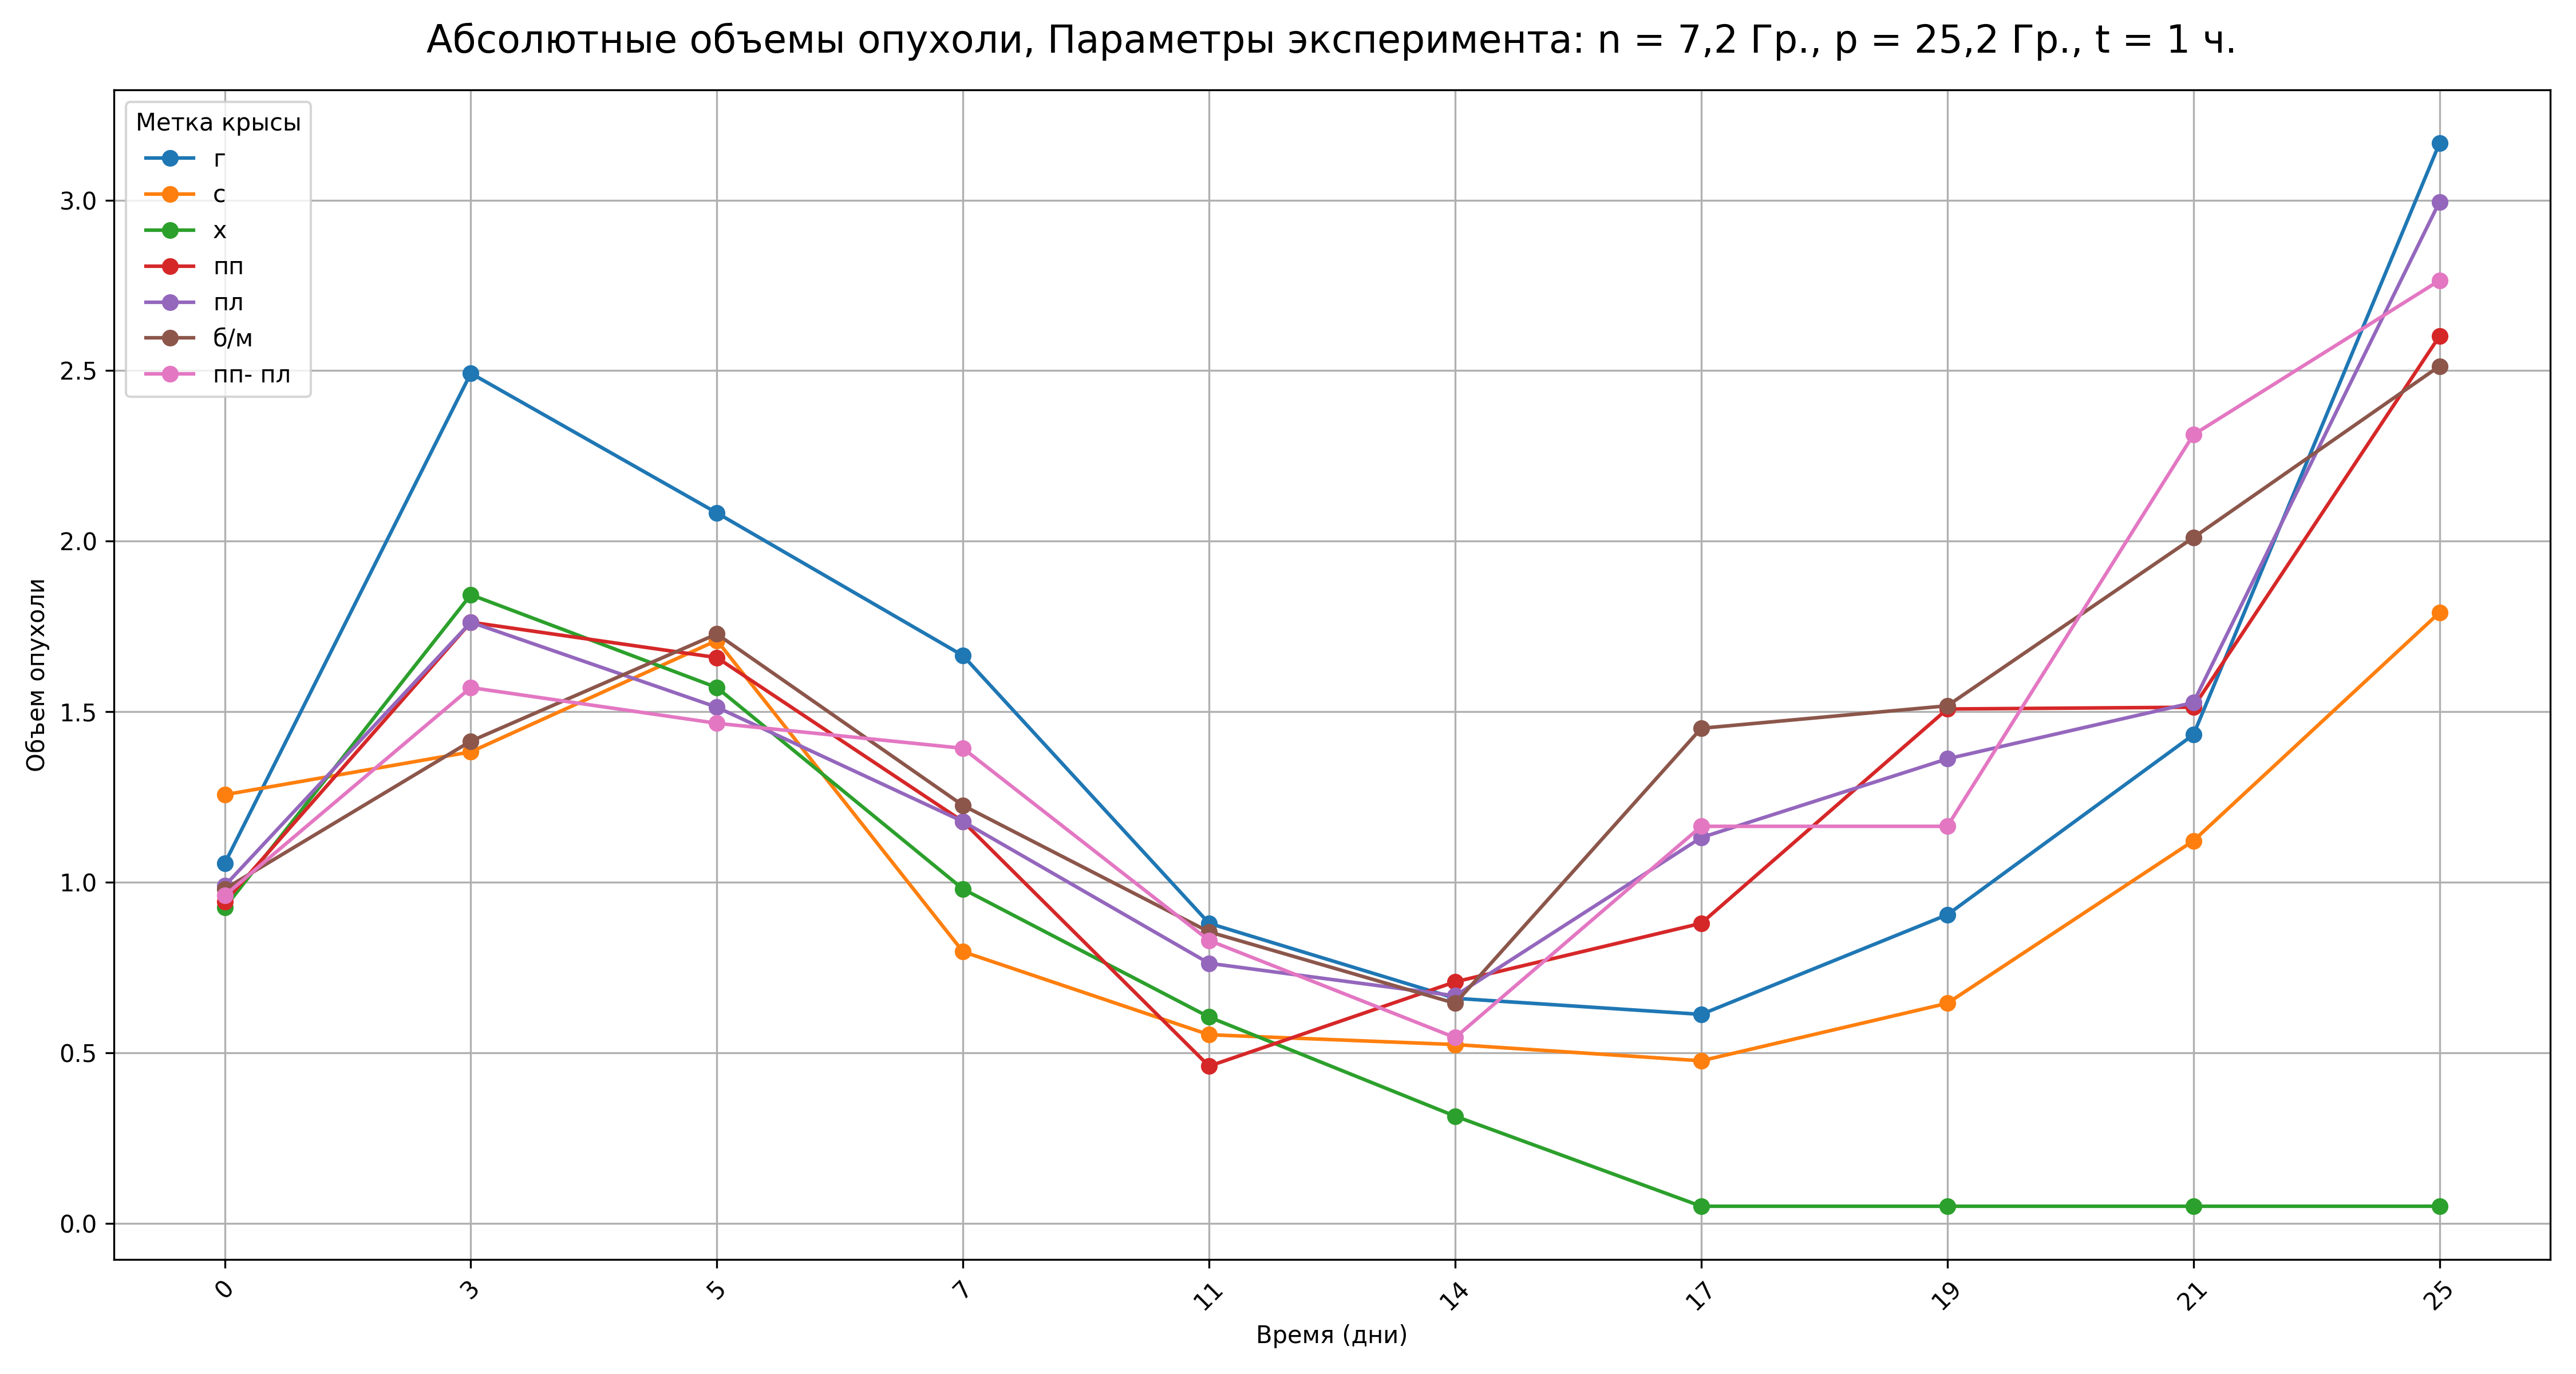 Абсолютные объемы опухоли, Параметры эксперимента: n = 7,2 Гр., p = 25,2 Гр., t = 1 ч.
Метка крысы
г
с
х
пп
пл
б/м
пп- пл
Объем опухоли
3.0
2.5
2.0
1.5
1.0
0.5
0.0
0 3 5 7 11 14 17 19 21 25
Время (дни)